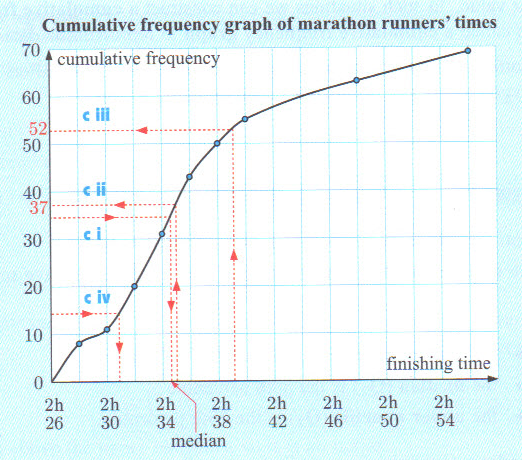 Cumulative frequency graph of marathon runners' times
70
cumulative frequency
60
c iii
52
50
c ii
40
37
c i
30
20
c iv
10
finishing time
0
2h 2h 2h 2h 2h 2h 2h 2h
26 30 34 38 42 46 50 54
median